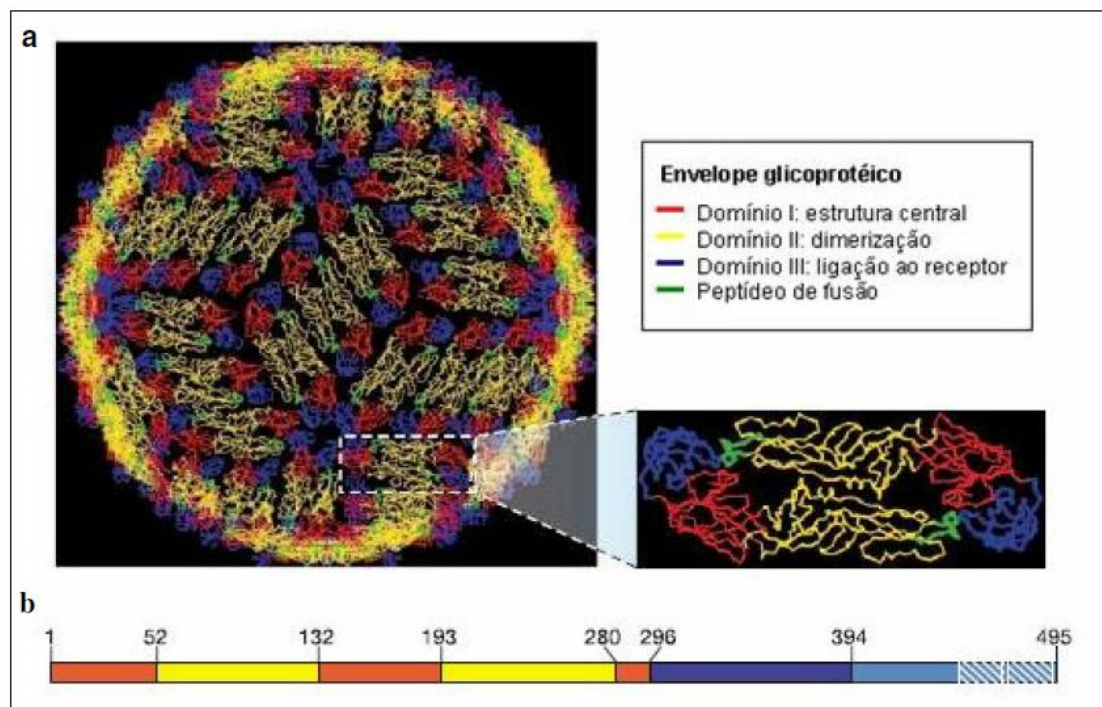 a
Envelope glicoprotéico
Domínio I: estrutura central
Domínio II: dimerização
Domínio III: ligação ao receptor
Peptídeo de fusão
b
1 52 132 193 280 296 394 495